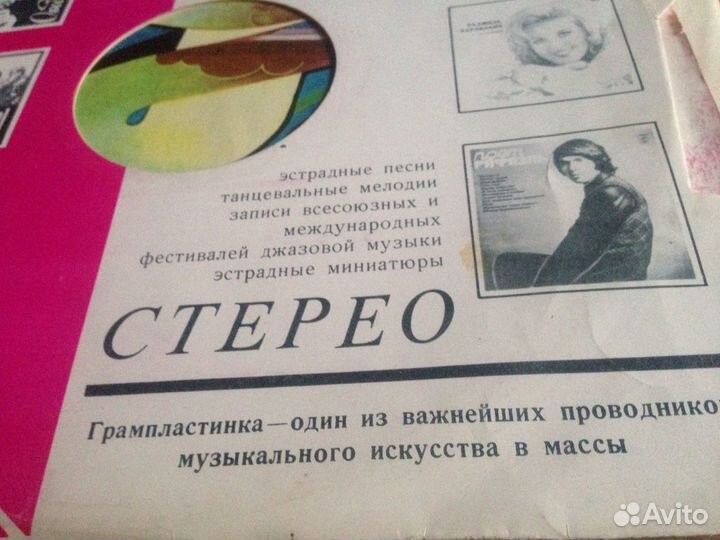 эстрадные песни
танцевальные мелодии
записи всесоюзных и
международных
фестивалей джазовой музыки
эстрадные миниатюры
СТЕРЕО
Грампластинка—один из важнейших проводнико
музыкального искусства в массы
Avito